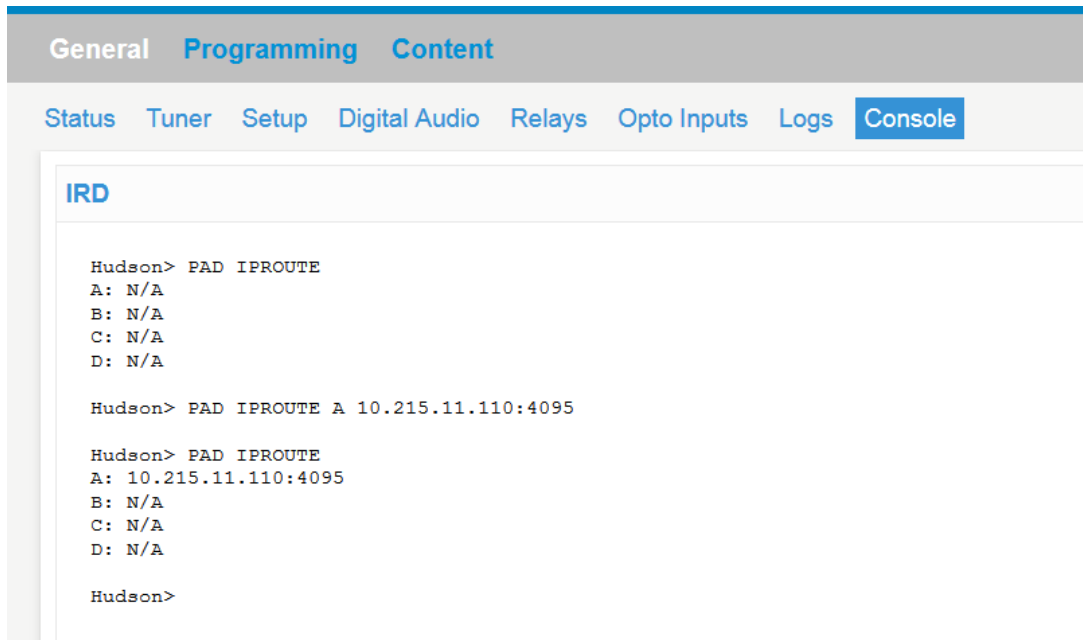 General Programming Content
Status Tuner Setup Digital Audio Relays Opto Inputs Logs Console
IRD
Hudson> PAD IPROUTE
A: N/A
B: N/A
C: N/A
D: N/A
Hudson> PAD IPROUTE A 10.215.11.110:4095
Hudson> PAD IPROUTE
A: 10.215.11.110:4095
B: N/A
C: N/A
D: N/A
Hudson>